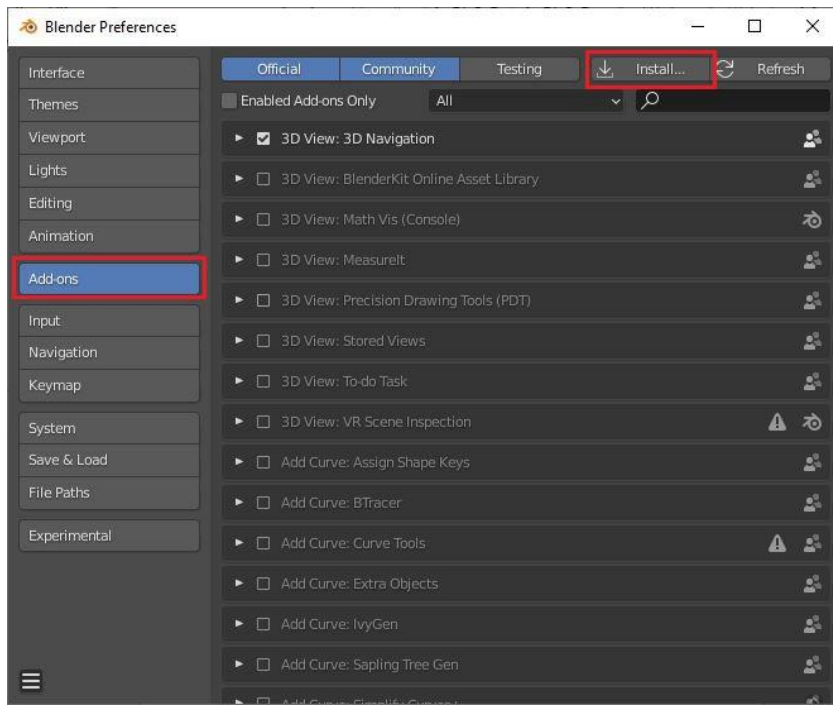 Blender Preferences
Interface
Themes
Viewport
Lights
Editing
Animation
Add-ons
Input
Navigation
Keymap
System
Save & Load
File Paths
Experimental
Official Community Testing Install... Refresh
Enabled Add-ons Only All
3D View: 3D Navigation
3D View: BlenderKit Online Asset Library
3D View: Math Vis (Console)
3D View: MeasureIt
3D View: Precision Drawing Tools (PDT)
3D View: Stored Views
3D View: To-do Task
3D View: VR Scene Inspection
Add Curve: Assign Shape Keys
Add Curve: BTracer
Add Curve: Curve Tools
Add Curve: Extra Objects
Add Curve: IvyGen
Add Curve: Sapling Tree Gen
Add Curve: Simplify Curves+